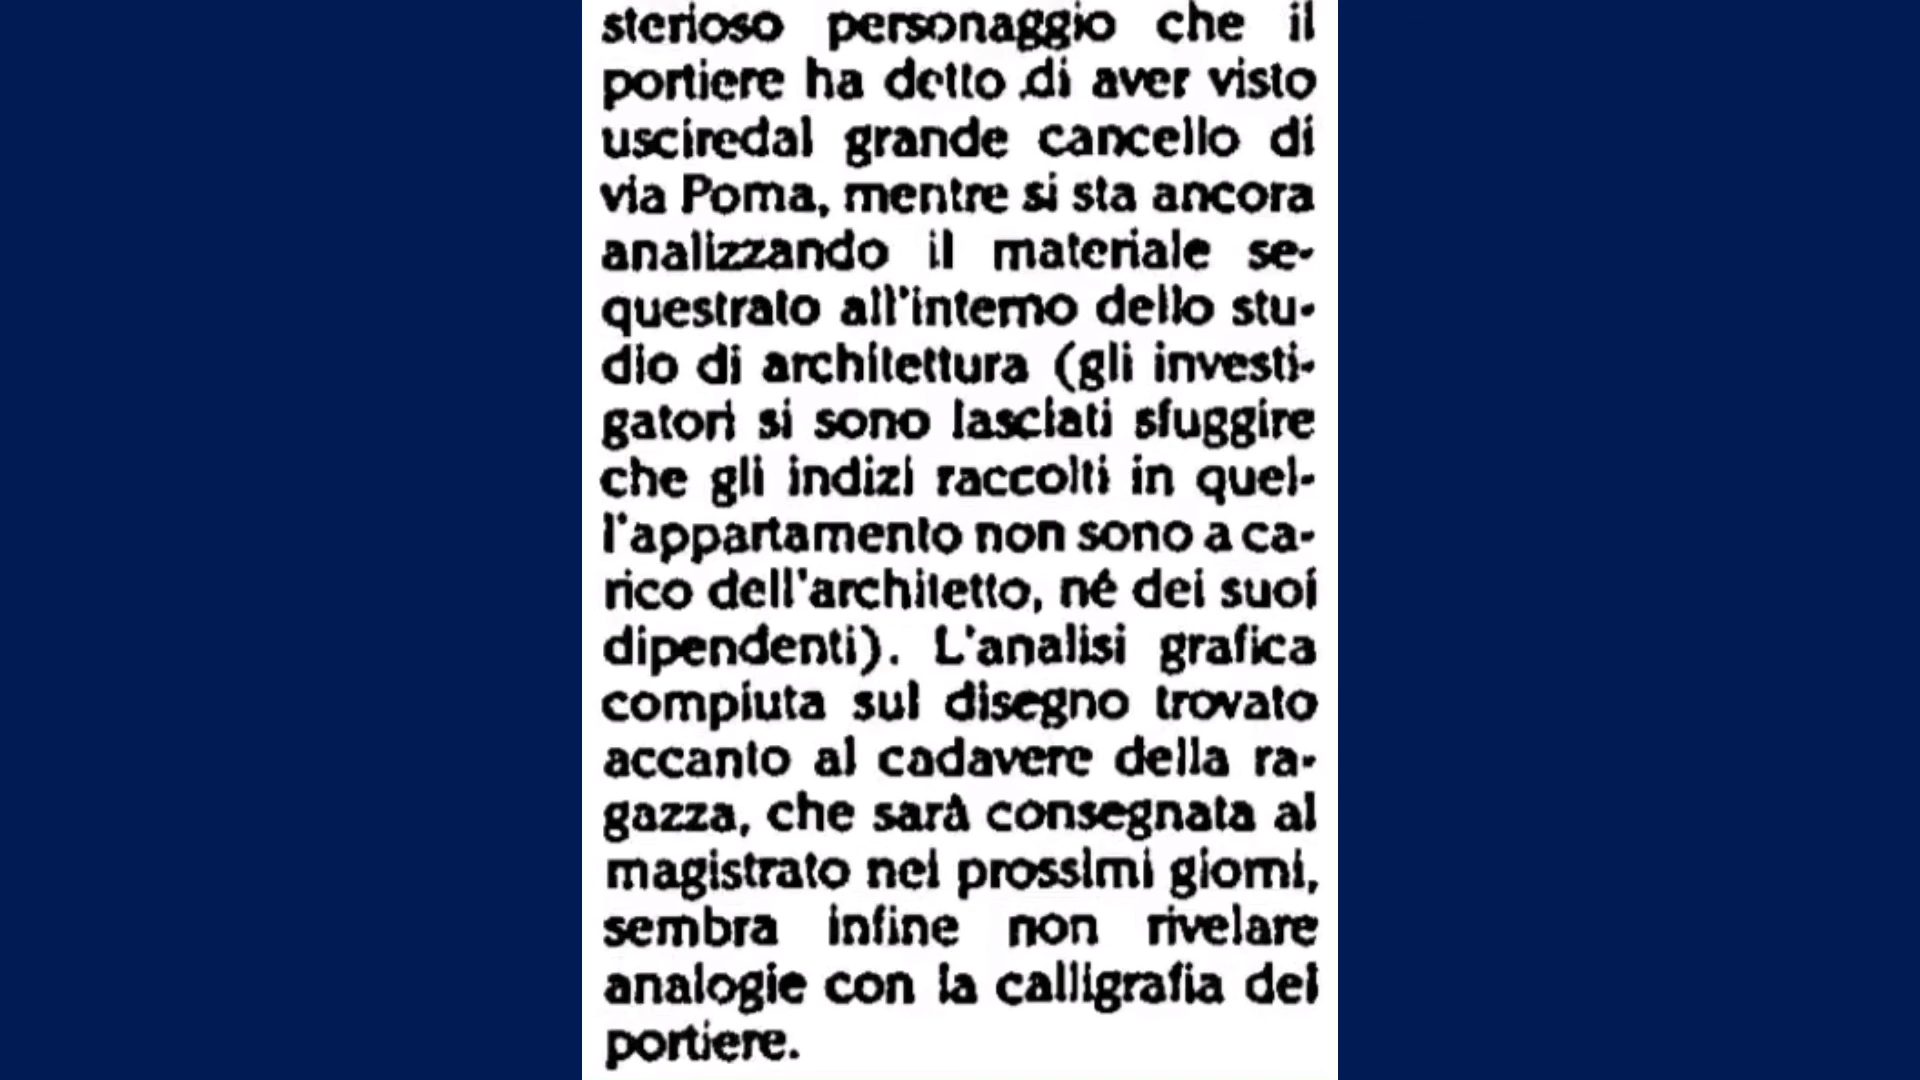 sterioso personaggio che il
portiere ha detto di aver visto
usciredal grande cancello di
via Poma, mentre si sta ancora
analizzando il materiale se-
questrato all'interno dello stu-
dio di architettura (gli investi-
gatori si sono lasciati sfuggire
che gli indizi raccolti in quel-
l'appartamento non sono a ca-
rico dell'architetto, né dei suoi
dipendenti). L'analisi grafica
compiuta sul disegno trovato
accanto al cadavere della ra-
gazza, che sarà consegnata al
magistrato nei prossimi giorni,
sembra infine non rivelare
analogie con la calligrafia del
portiere.